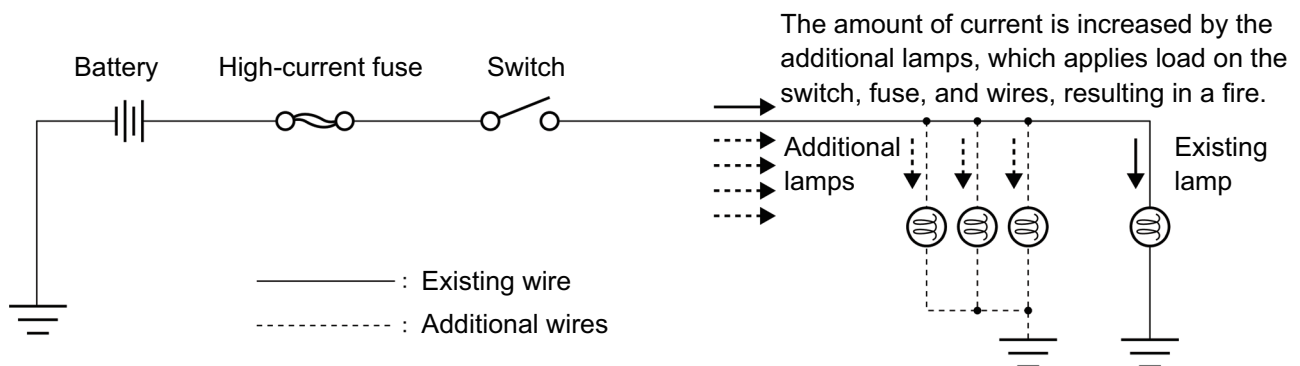 The amount of current is increased by the
additional lamps, which applies load on the
switch, fuse, and wires, resulting in a fire.
Battery
High-current fuse
Switch
Additional
lamps
Existing
lamp
: Existing wire
: Additional wires